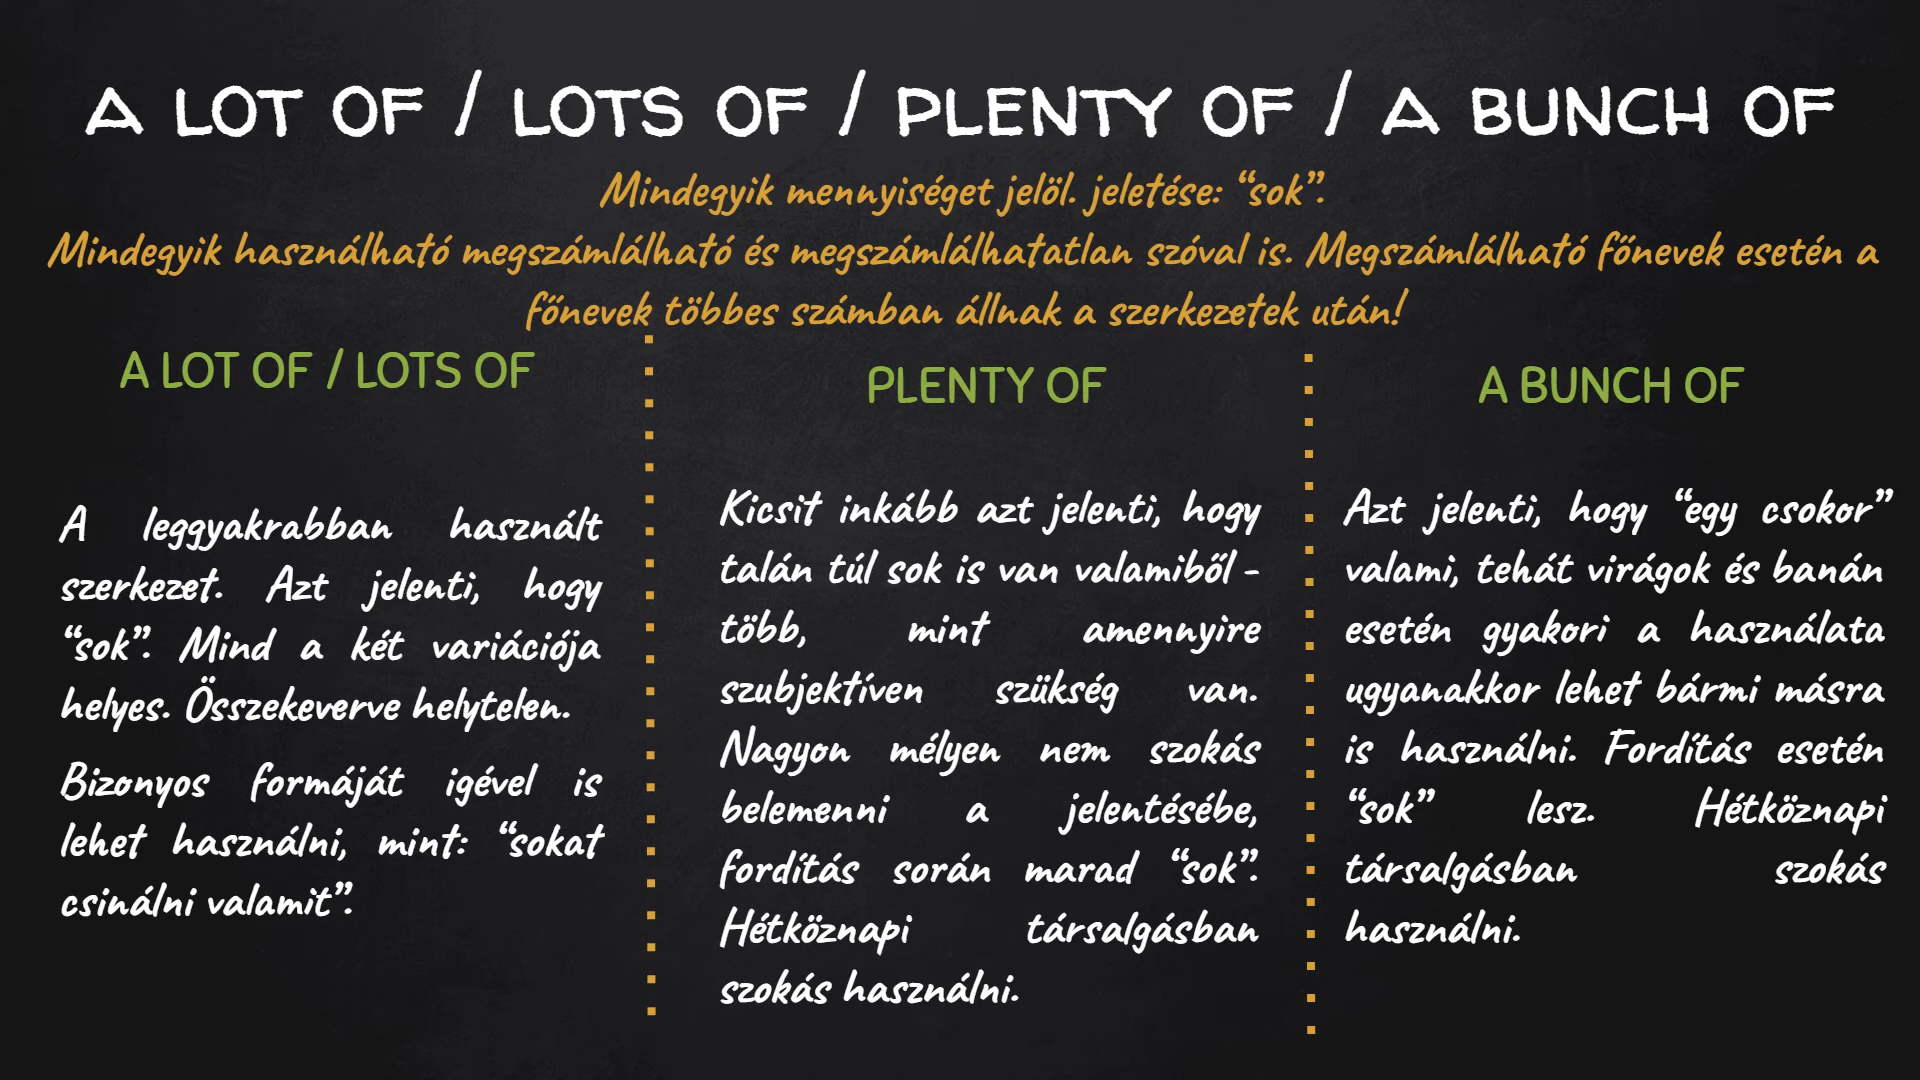 A LOT OF / LOTS OF / PLENTY OF / A BUNCH OF
Mindegyik mennyiséget jelöl. jeletése: “sok”.
Mindegyik használható megszámlálható és megszámlálhatatlan szóval is. Megszámlálható főnevek esetén a
főnevek többes számban állnak a szerkezetek után!
A LOT OF / LOTS OF
A leggyakrabban használt
szerkezet. Azt jelenti, hogy
“sok”. Mind a két variációja
helyes. Összekeverve helytelen.
Bizonyos formáját igével is
lehet használni, mint: “sokat
csinálni valamit”.
PLENTY OF
Kicsit inkább azt jelenti, hogy
talán túl sok is van valamiből -
több, mint amennyire
szubjektíven szükség van.
Nagyon mélyen nem szokás
belemenni a jelentésébe,
fordítás során marad “sok”.
Hétköznapi társalgásban
szokás használni.
A BUNCH OF
Azt jelenti, hogy “egy csokor”
valami, tehát virágok és banán
esetén gyakori a használata
ugyanakkor lehet bármi másra
is használni. Fordítás esetén
“sok” lesz. Hétköznapi
társalgásban szokás
használni.